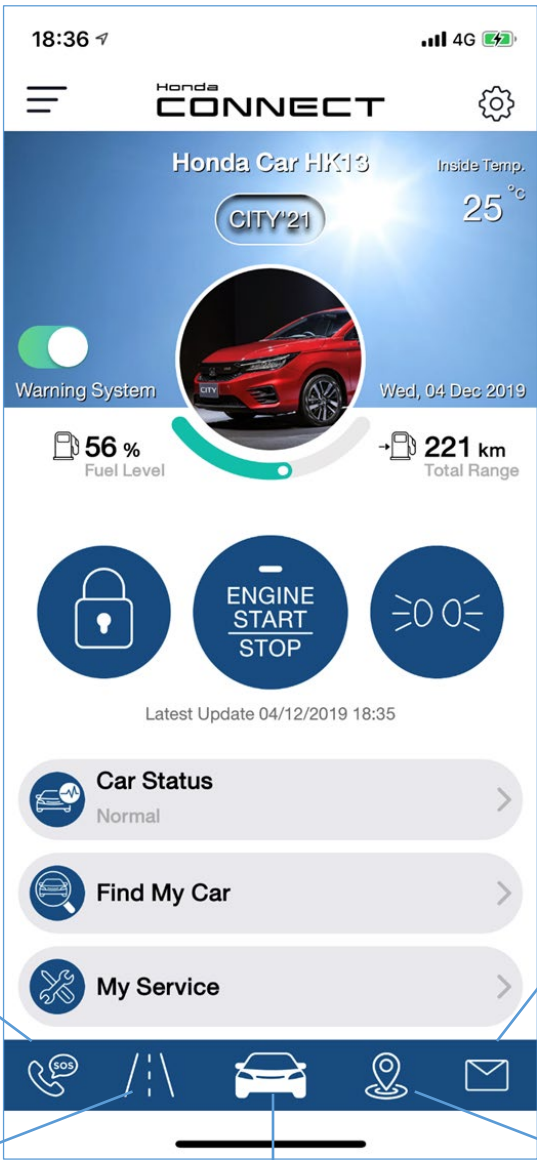 18:36
4G
Honda
CONNECT
Honda Car HK13
Inside Temp.
25 °c
CITY'21
CITY
Warning System
Wed, 04 Dec 2019
56 %
Fuel Level
221 km
Total Range
ENGINE
START
STOP
Latest Update 04/12/2019 18:35
Car Status
Normal
Find My Car
My Service
SOS